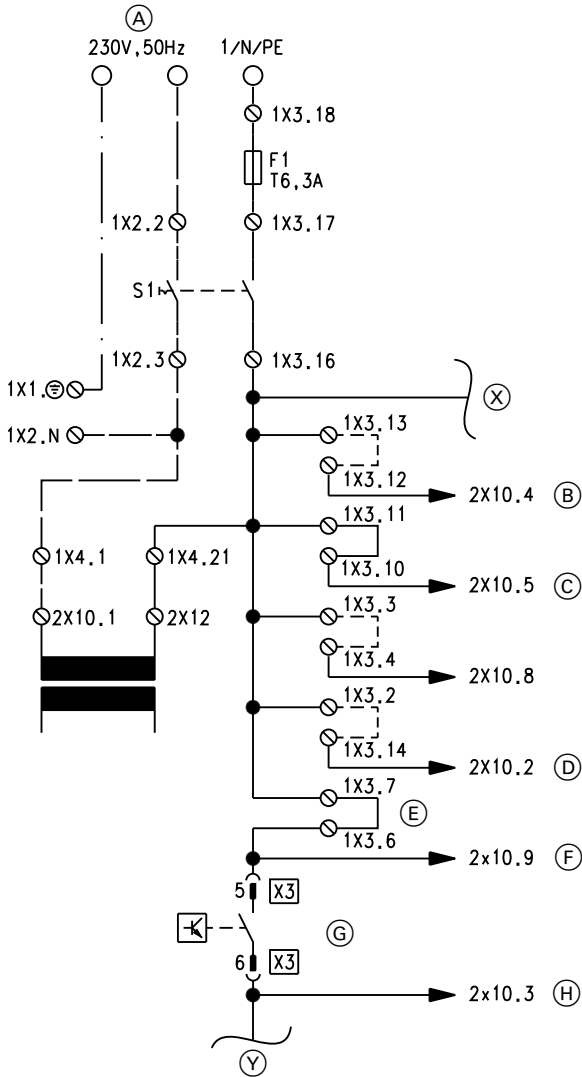 A
230V,50Hz 1/N/PE
1X3.18
F1
T6,3A
1X2.2 1X3.17
S1
1X2.3 1X3.16
1X1. X
1X2.N 1X3.13
1X3.12
2X10.4 B
1X3.11
1X4.1 1X4.21 1X3.10
2X10.5 C
1X3.3
2X10.1 2X12
1X3.4
2X10.8
1X3.2
1X3.14
2X10.2 D
1X3.7
E
1X3.6
2x10.9 F
5 X3
G
6 X3
2x10.3 H
Y